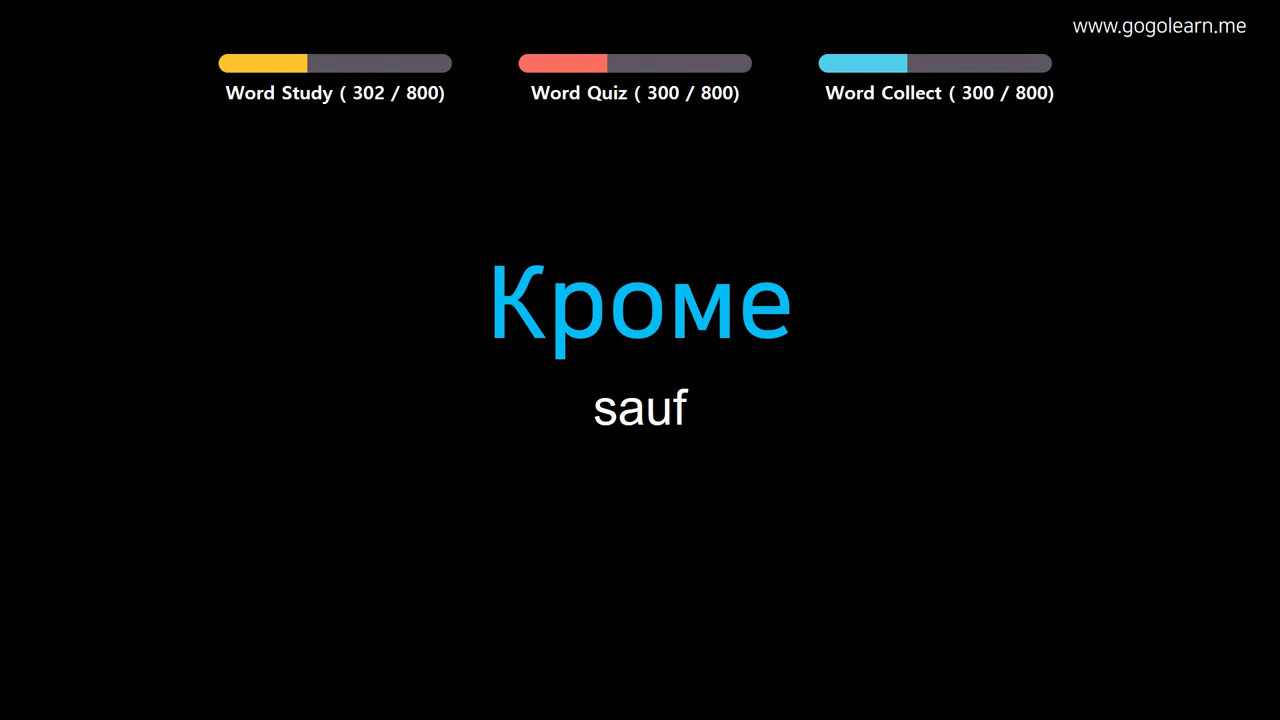 www.gogolearn.me
Word Study ( 302 / 800)
Word Quiz ( 300 / 800)
Word Collect ( 300 / 800)
Кроме
sauf